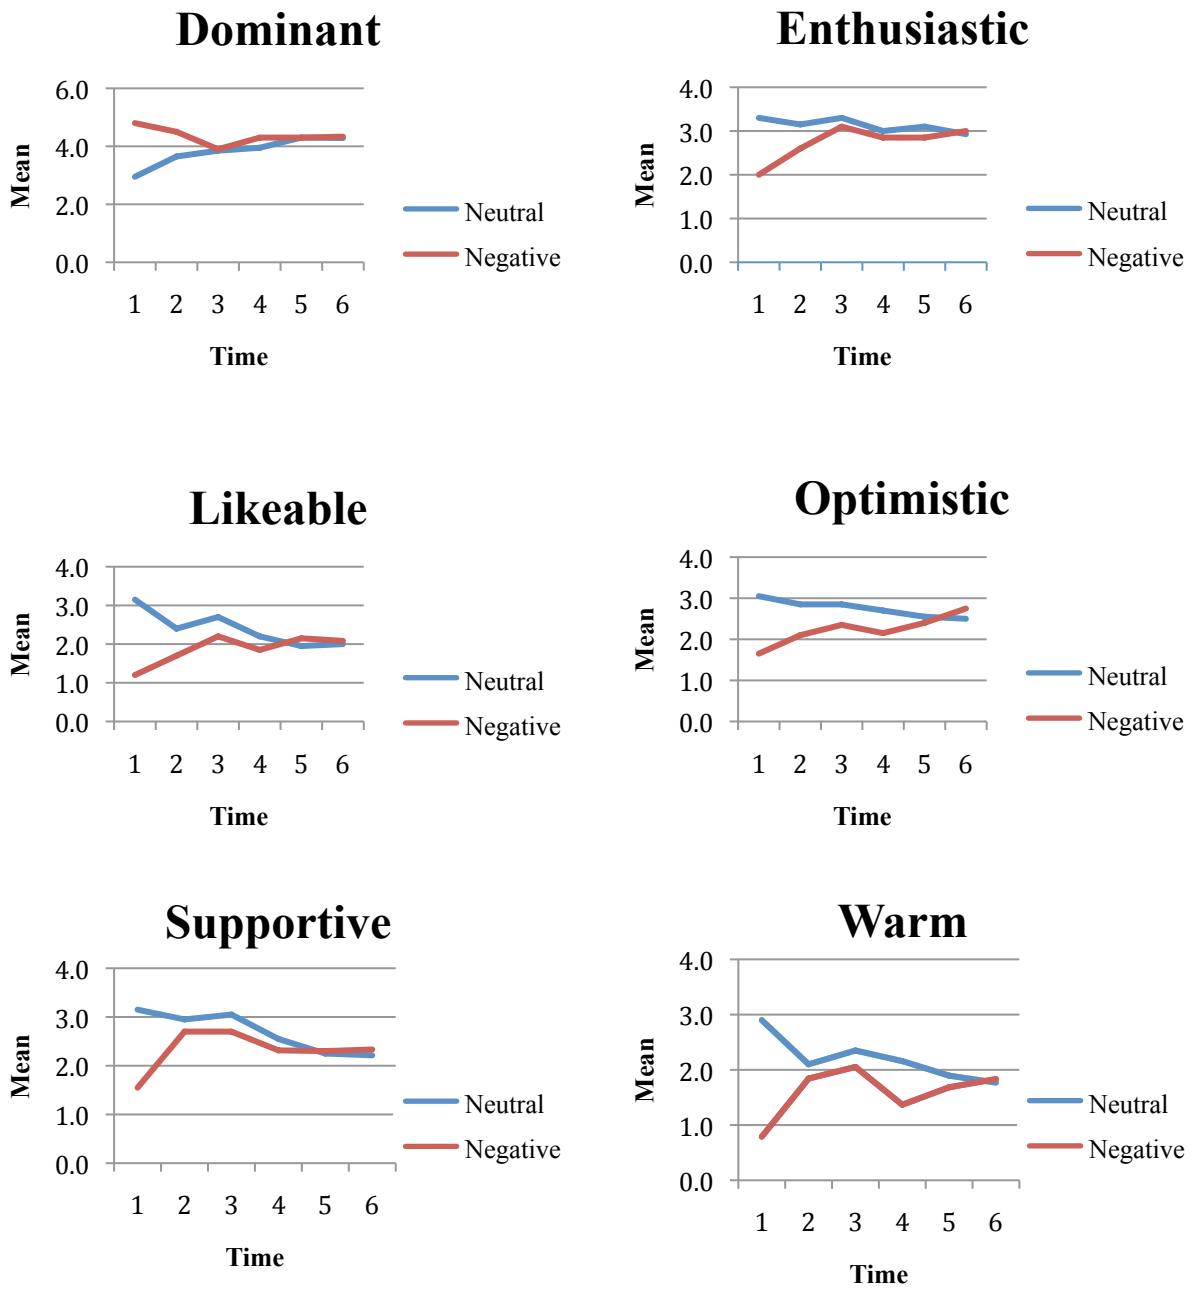 Dominant
6.0
4.0
2.0
0.0
Mean
1 2 3 4 5 6
Time
Neutral
Negative
Enthusiastic
4.0
3.0
2.0
1.0
0.0
Mean
1 2 3 4 5 6
Time
Neutral
Negative
Likeable
4.0
3.0
2.0
1.0
0.0
Mean
1 2 3 4 5 6
Time
Neutral
Negative
Optimistic
4.0
3.0
2.0
1.0
0.0
Mean
1 2 3 4 5 6
Time
Neutral
Negative
Supportive
4.0
3.0
2.0
1.0
0.0
Mean
1 2 3 4 5 6
Time
Neutral
Negative
Warm
4.0
3.0
2.0
1.0
0.0
Mean
1 2 3 4 5 6
Time
Neutral
Negative